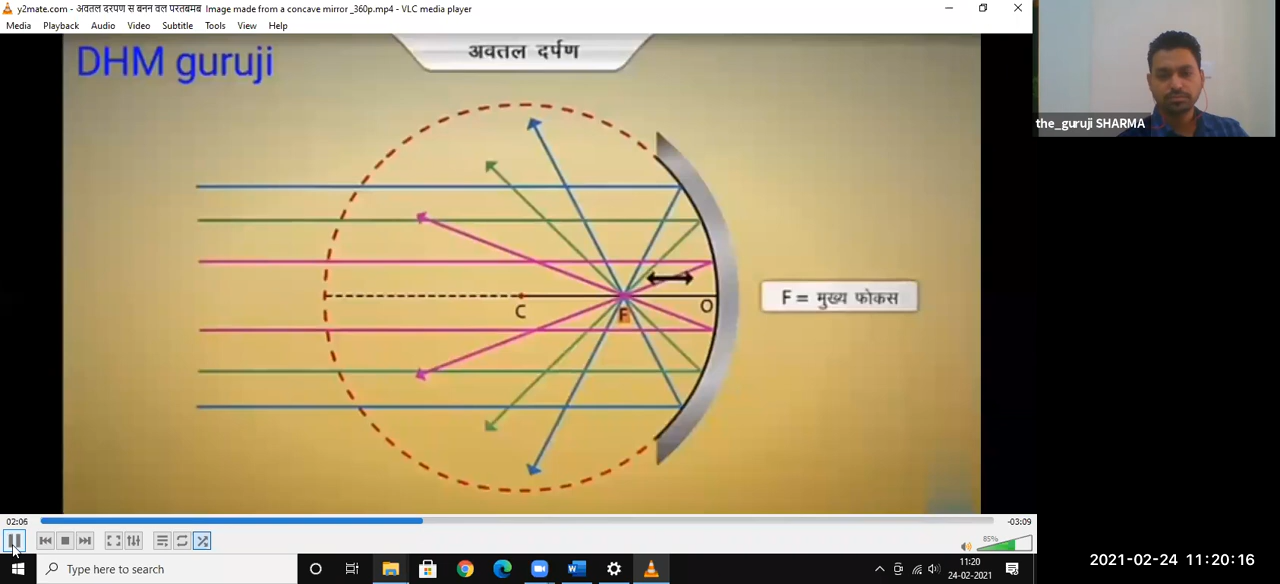 y2mate.com - अवतल दरपण स बनन वल परतबमब  Image made from a concave mirror _360p.mp4 - VLC media player
Media Playback Audio Video Subtitle Tools View Help
the_guruji SHARMA
DHM guruji
अवतल दर्पण
C
F
O
F = मुख्य फोकस
02:06
-03:09
85%
Type here to search
11:20
24-02-2021
2021-02-24 11:20:16